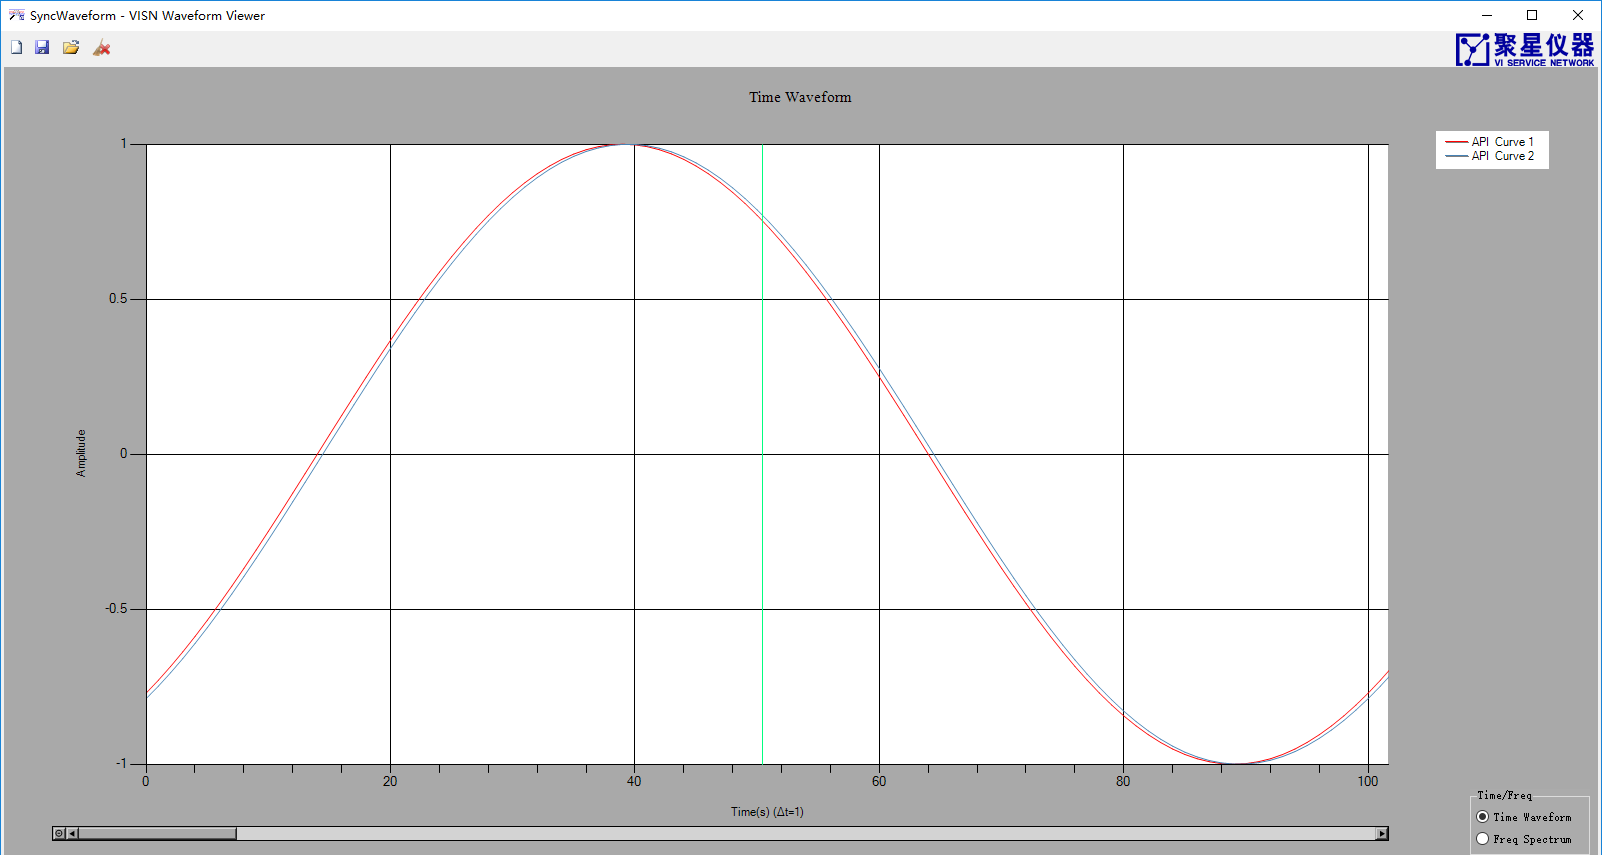 SyncWaveform - VISN Waveform Viewer
聚星仪器
VI SERVICE NETWORK
Time Waveform
API Curve 1
API Curve 2
1
0.5
0
-0.5
-1
Amplitude
0 20 40 60 80 100
Time(s) (Δt=1)
Time/Freq
Time Waveform
Freq Spectrum